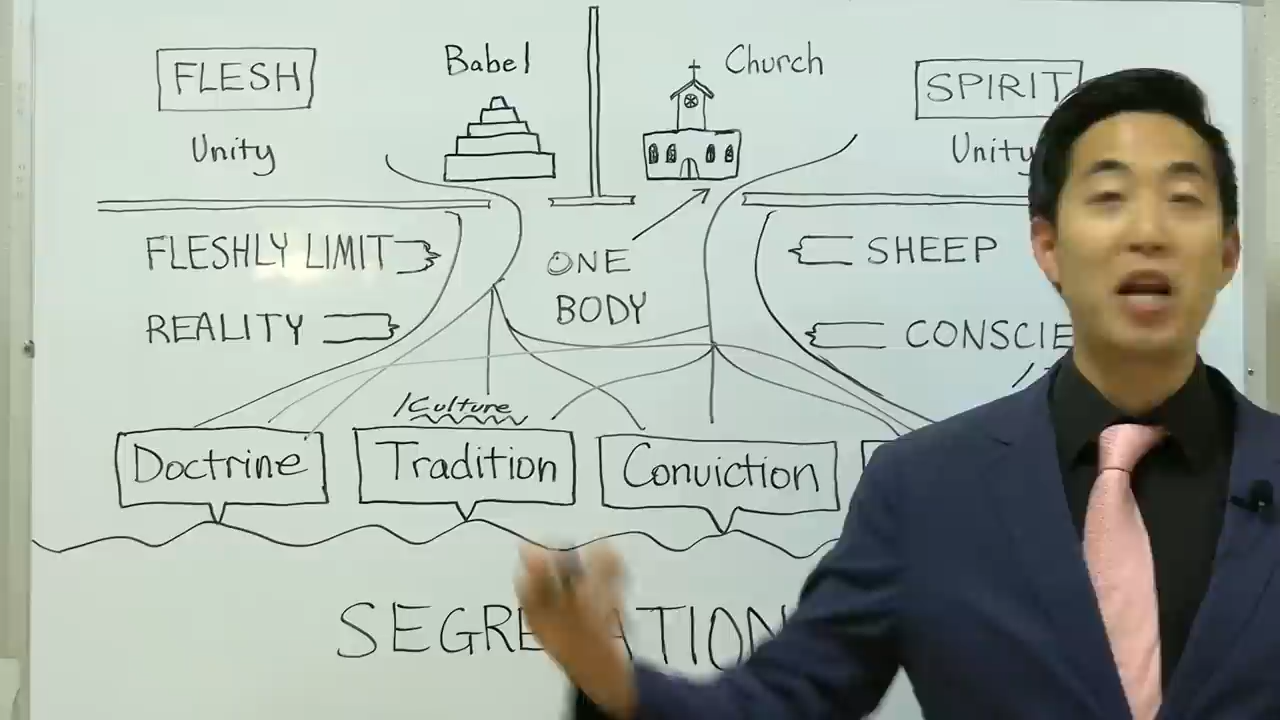 FLESH
Unity
Babel
Church
SPIRIT
Unity
FLESHLY LIMIT
REALITY
ONE
BODY
SHEEP
/Culture
Doctrine
Tradition
Conviction